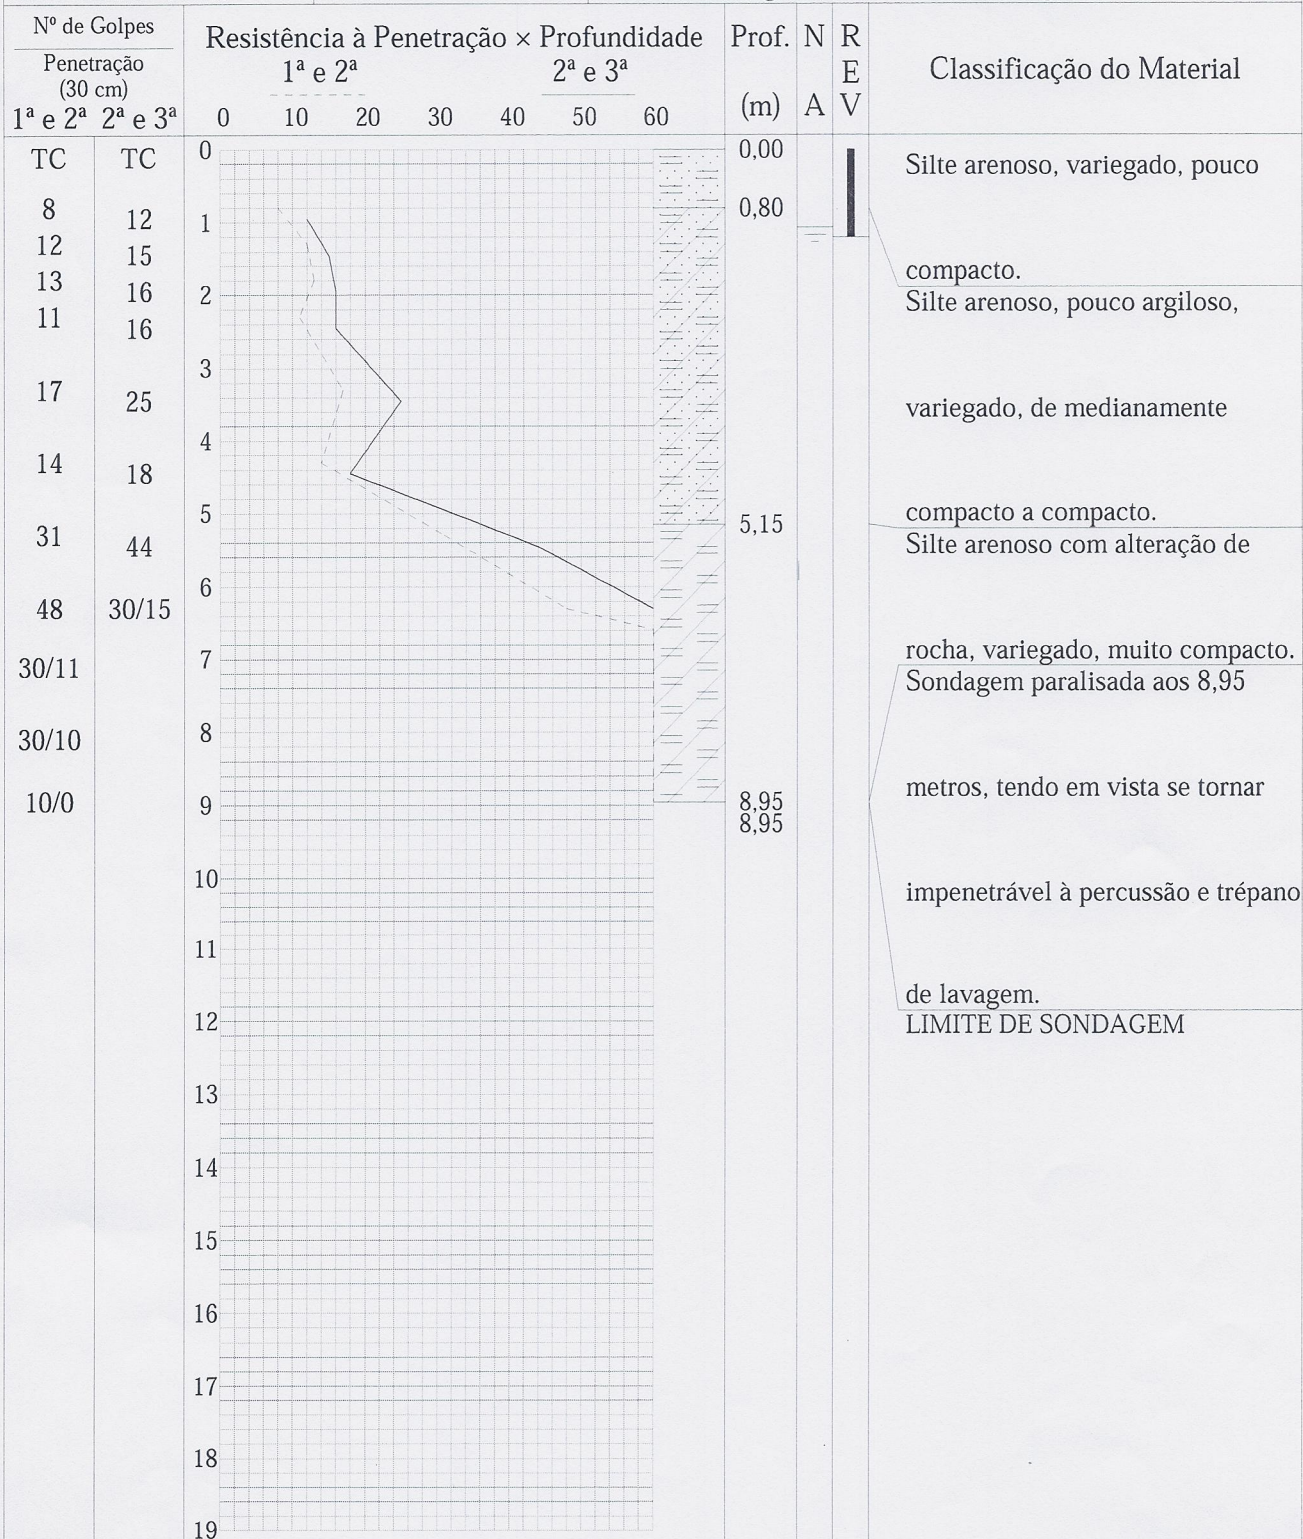 Nº de Golpes
Penetração
(30 cm)
1ª e 2ª 2ª e 3ª
Resistência à Penetração × Profundidade
1ª e 2ª 2ª e 3ª
0 10 20 30 40 50 60
Prof.
(m)
N
A
R
E
V
Classificação do Material
TC TC
8 12
12 15
13 16
11 16
17 25
14 18
31 44
48 30/15
30/11
30/10
10/0
0
1
2
3
4
5
6
7
8
9
10
11
12
13
14
15
16
17
18
19
0,00
0,80
5,15
8,95
8,95
Silte arenoso, variegado, pouco
compacto.
Silte arenoso, pouco argiloso,
variegado, de medianamente
compacto a compacto.
Silte arenoso com alteração de
rocha, variegado, muito compacto.
Sondagem paralisada aos 8,95
metros, tendo em vista se tornar
impenetrável à percussão e trépano
de lavagem.
LIMITE DE SONDAGEM